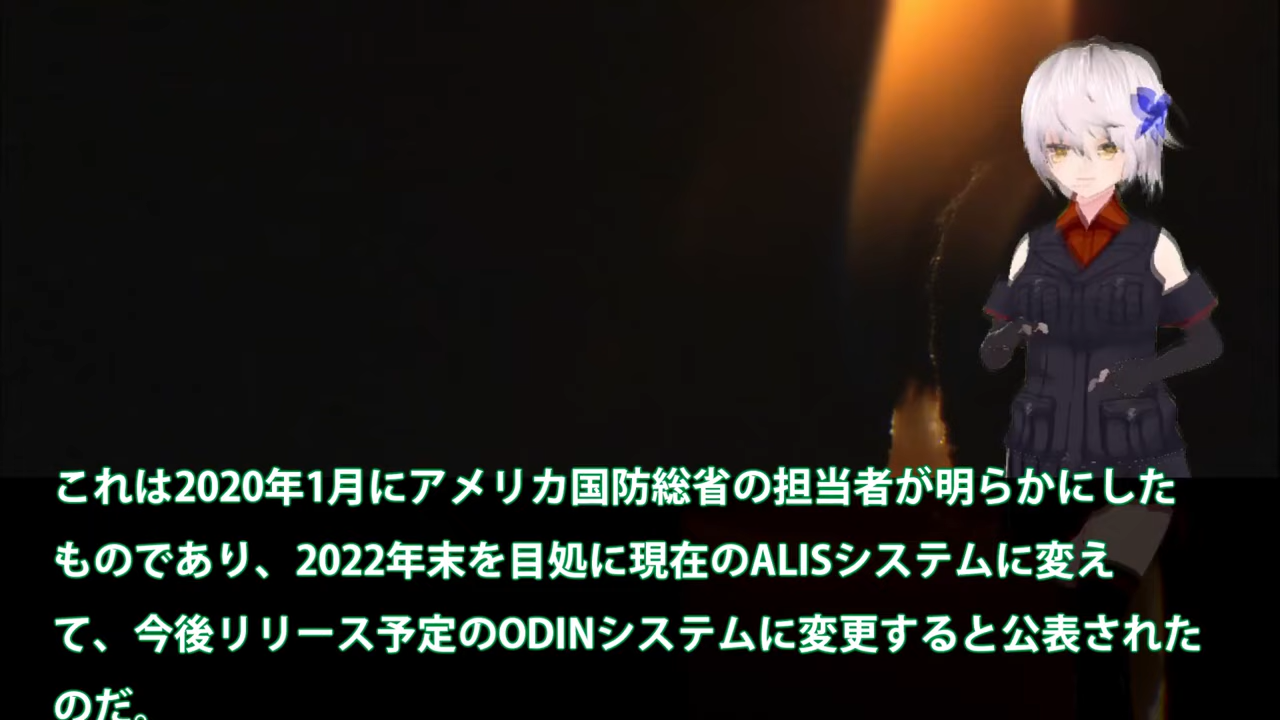 これは2020年1月にアメリカ国防総省の担当者が明らかにした
ものであり、2022年末を目処に現在のALISシステムに変え
て、今後リリース予定のODINシステムに変更すると公表された
のだ。